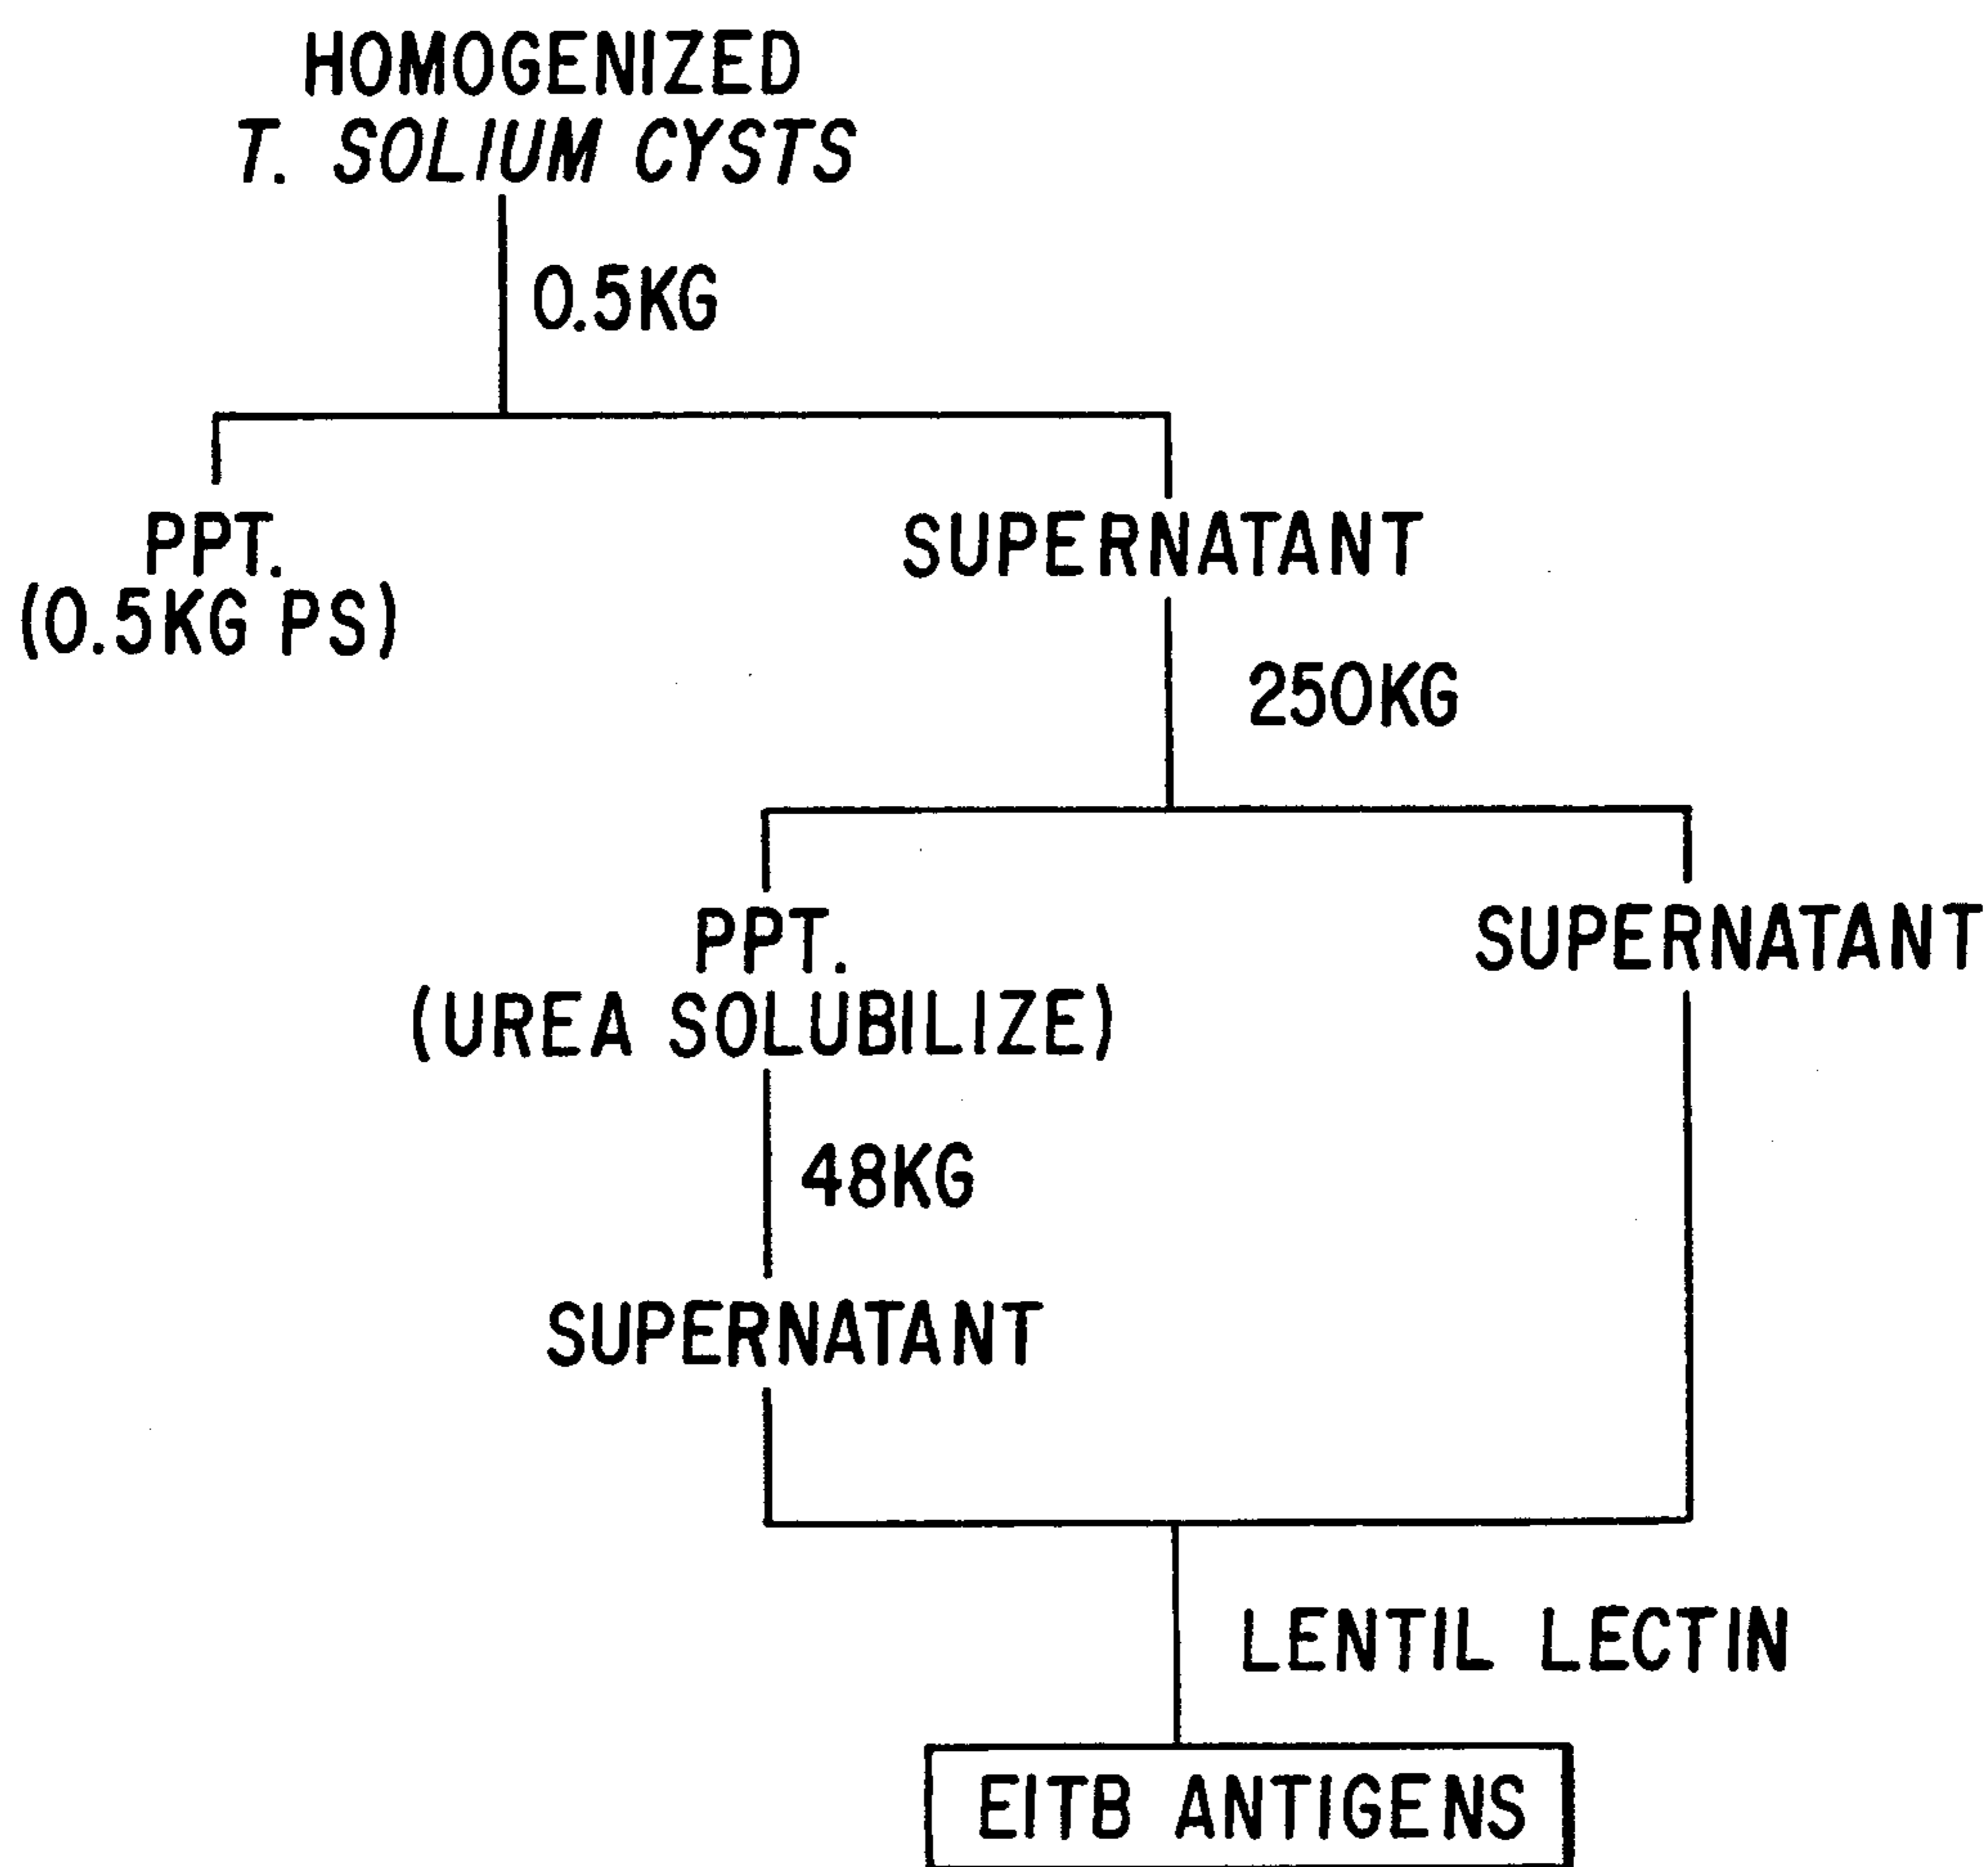 HOMOGENIZED
T. SOLIUM CYSTS
0.5KG
PPT.
(0.5KG PS)
SUPERNATANT
250KG
PPT.
(UREA SOLUBILIZE)
SUPERNATANT
48KG
SUPERNATANT
LENTIL LECTIN
EITB ANTIGENS